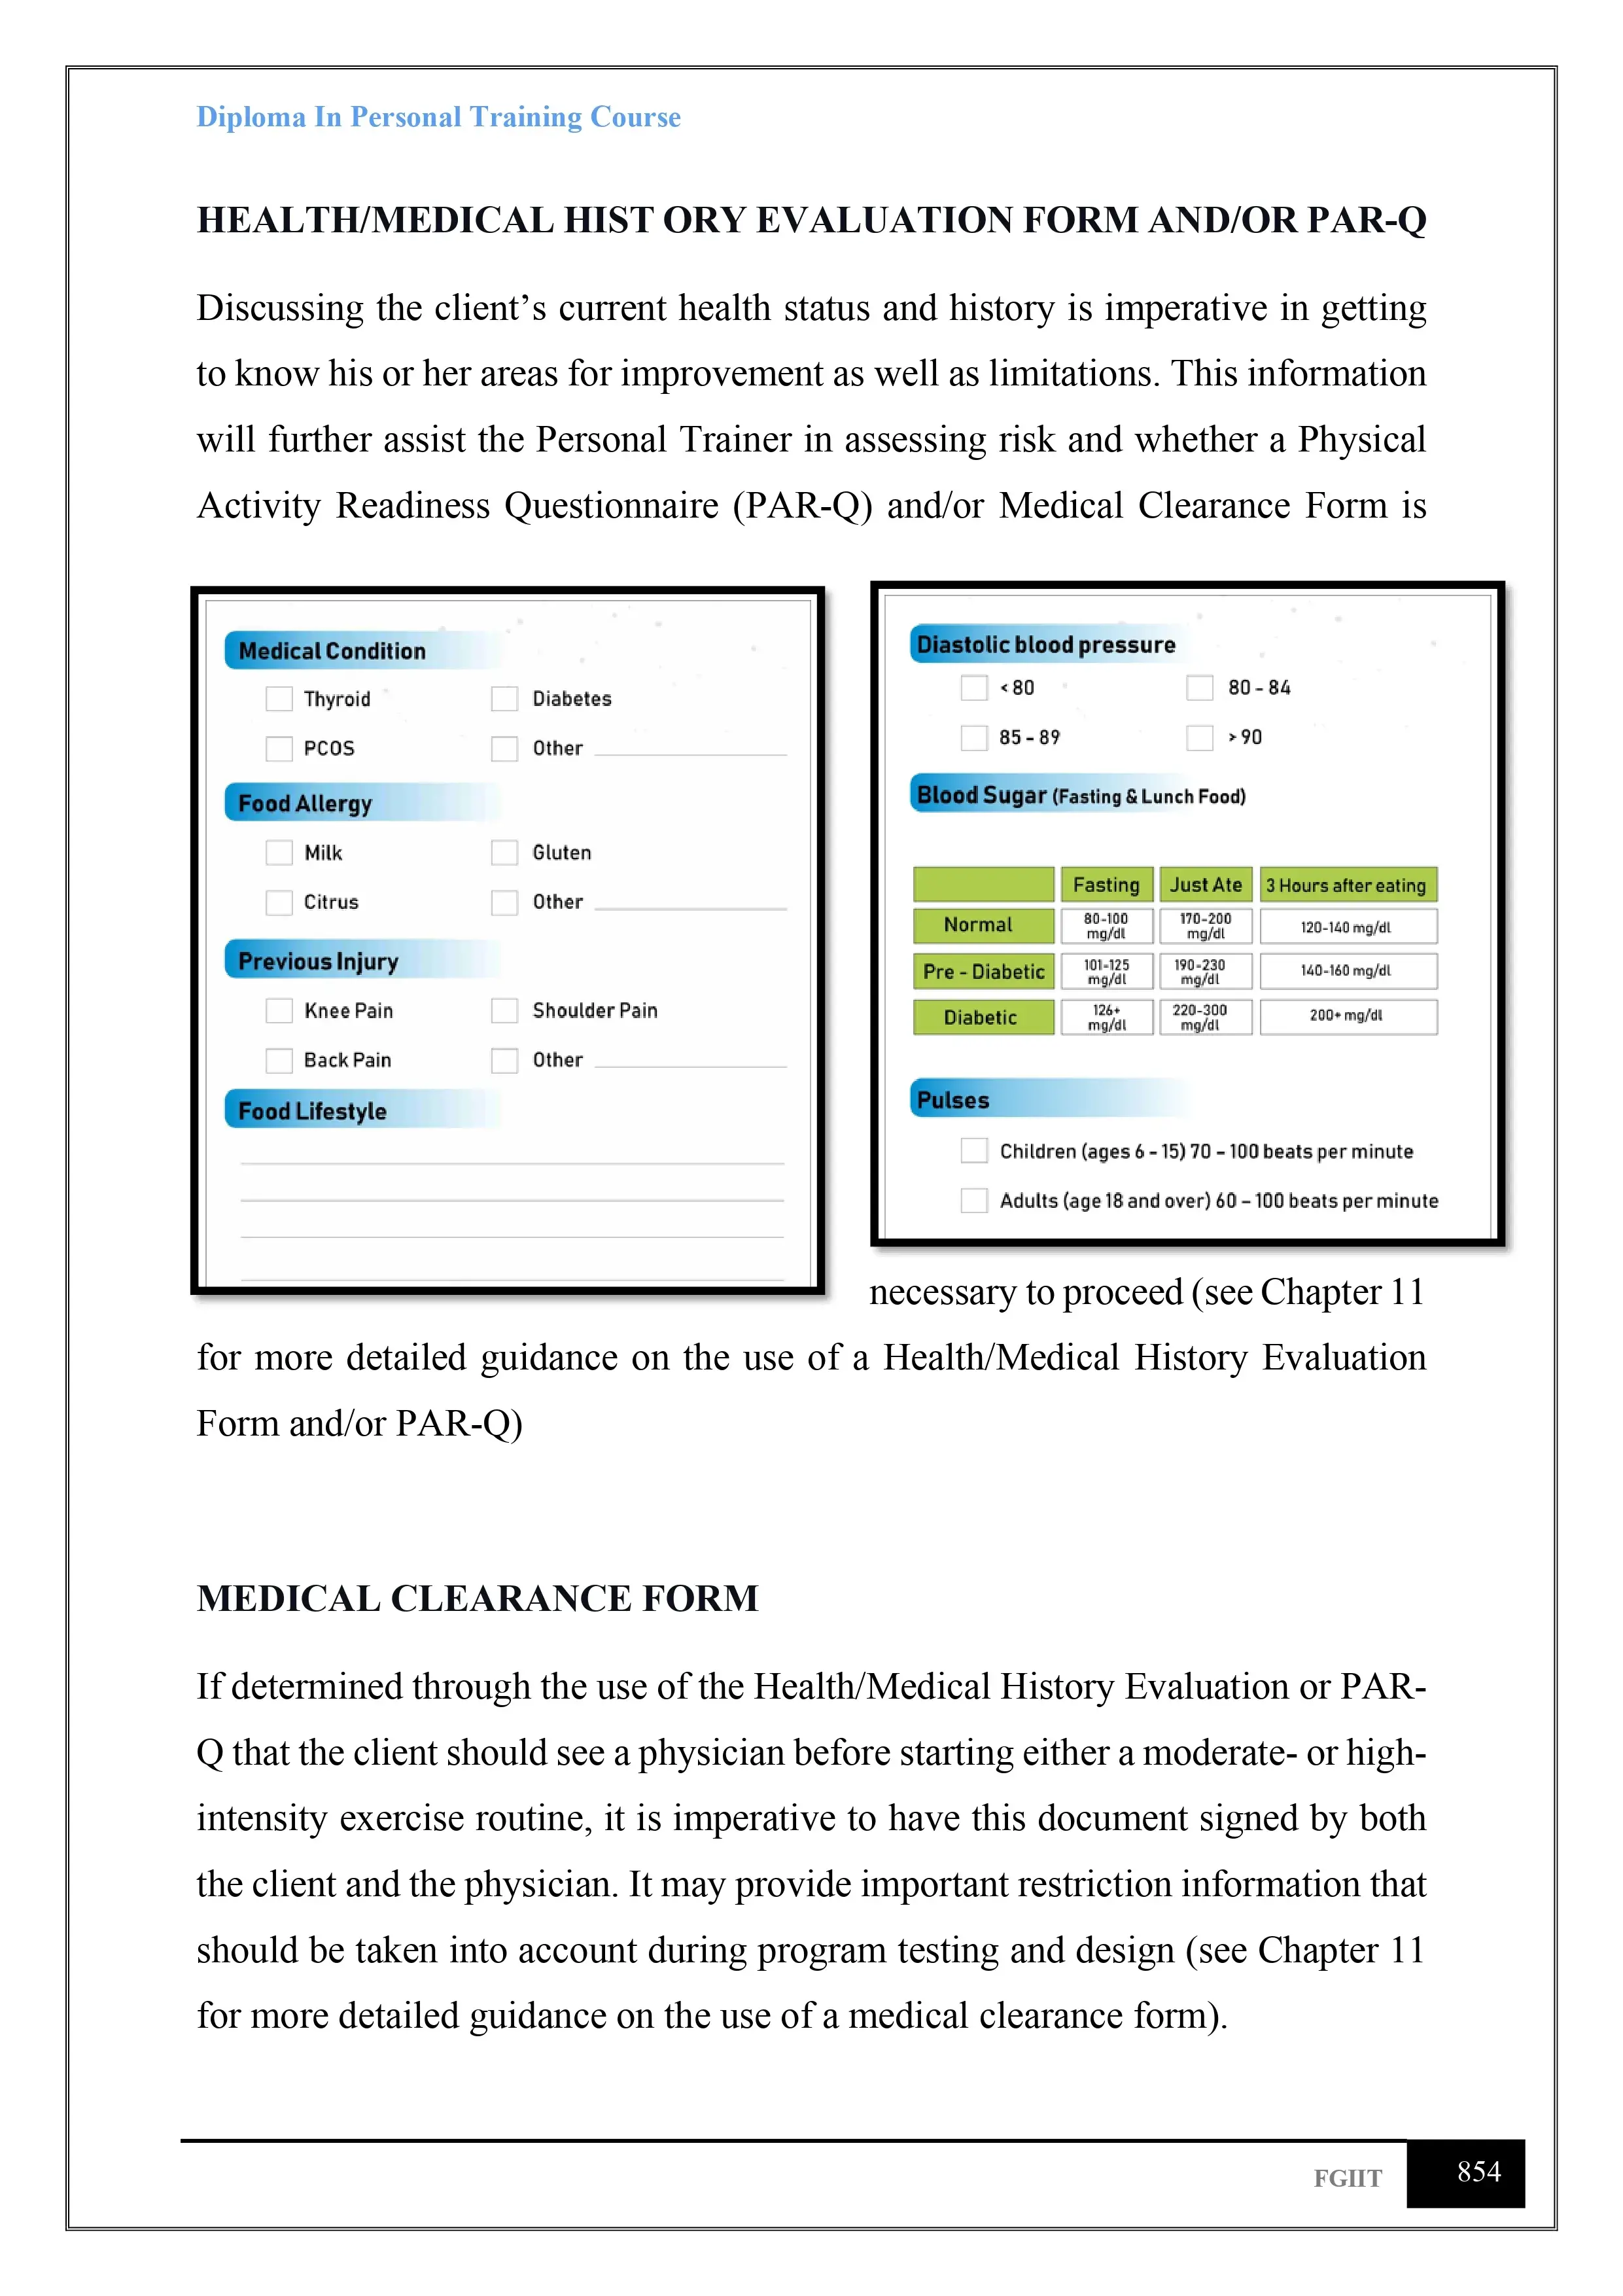 Diploma In Personal Training Course
HEALTH/MEDICAL HIST ORY EVALUATION FORM AND/OR PAR-Q
Discussing the client’s current health status and history is imperative in getting
to know his or her areas for improvement as well as limitations. This information
will further assist the Personal Trainer in assessing risk and whether a Physical
Activity Readiness Questionnaire (PAR-Q) and/or Medical Clearance Form is
Medical Condition
Thyroid Diabetes
PCOS Other
Food Allergy
Milk Gluten
Citrus Other
Previous Injury
Knee Pain Shoulder Pain
Back Pain Other
Food Lifestyle
Diastolic blood pressure
< 80 80 - 84
85 - 89 > 90
Blood Sugar (Fasting & Lunch Food)
Fasting Just Ate 3 Hours after eating
Normal 80-100 mg/dl 170-200 mg/dl 120-140 mg/dl
Pre - Diabetic 101-125 mg/dl 190-230 mg/dl 140-160 mg/dl
Diabetic 126+ mg/dl 220-300 mg/dl 200+ mg/dl
Pulses
Children (ages 6 - 15) 70 - 100 beats per minute
Adults (age 18 and over) 60 – 100 beats per minute
necessary to proceed (see Chapter 11
for more detailed guidance on the use of a Health/Medical History Evaluation
Form and/or PAR-Q)
MEDICAL CLEARANCE FORM
If determined through the use of the Health/Medical History Evaluation or PAR-
Q that the client should see a physician before starting either a moderate- or high-
intensity exercise routine, it is imperative to have this document signed by both
the client and the physician. It may provide important restriction information that
should be taken into account during program testing and design (see Chapter 11
for more detailed guidance on the use of a medical clearance form).
FGIIT 854